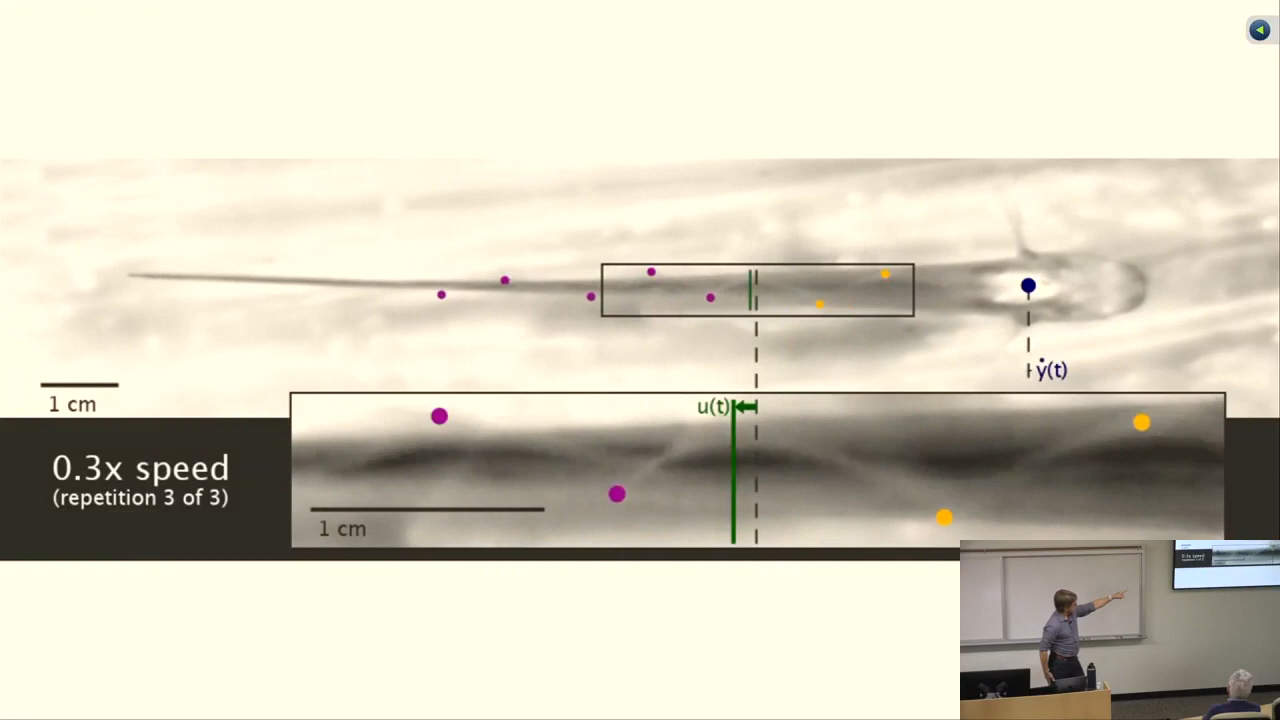 ẏ(t)
1 cm
u(t)
0.3x speed
(repetition 3 of 3)
1 cm